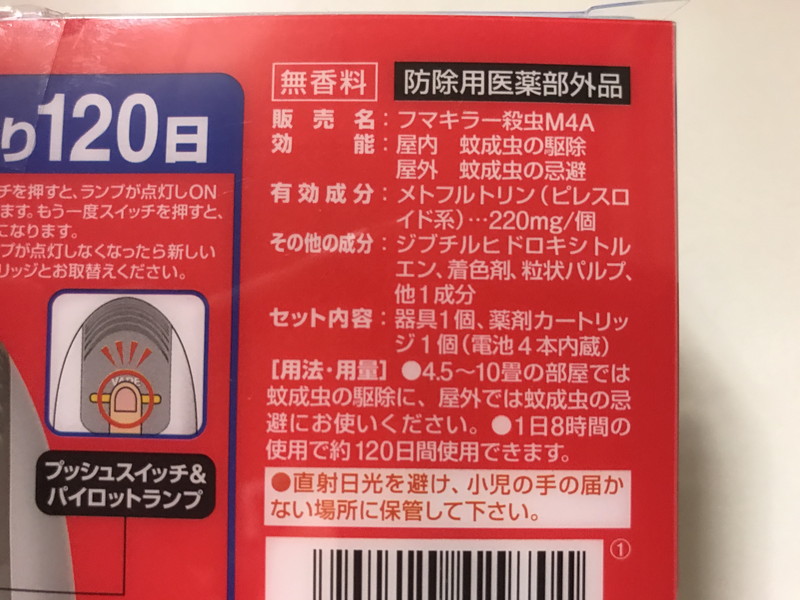 無香料 防除用医薬部外品
販売名：フマキラー殺虫M4A
効能：屋内 蚊成虫の駆除
屋外 蚊成虫の忌避
有効成分：メトフルトリン（ピレスロ
イド系）…220mg/個
その他の成分：ジブチルヒドロキシトル
エン、着色剤、粒状パルプ、
他1成分
セット内容：器具1個、薬剤カートリッ
ジ1個（電池4本内蔵）
［用法・用量］●4.5～10畳の部屋では
蚊成虫の駆除に、屋外では蚊成虫の忌
避にお使いください。●1日8時間の
使用で約120日間使用できます。
●直射日光を避け、小児の手の届か
ない場所に保管して下さい。
①
り120日
チを押すと、ランプが点灯しON
ます。もう一度スイッチを押すと、
になります。
プが点灯しなくなったら新しい
リッジとお取替えください。
プッシュスイッチ&
パイロットランプ